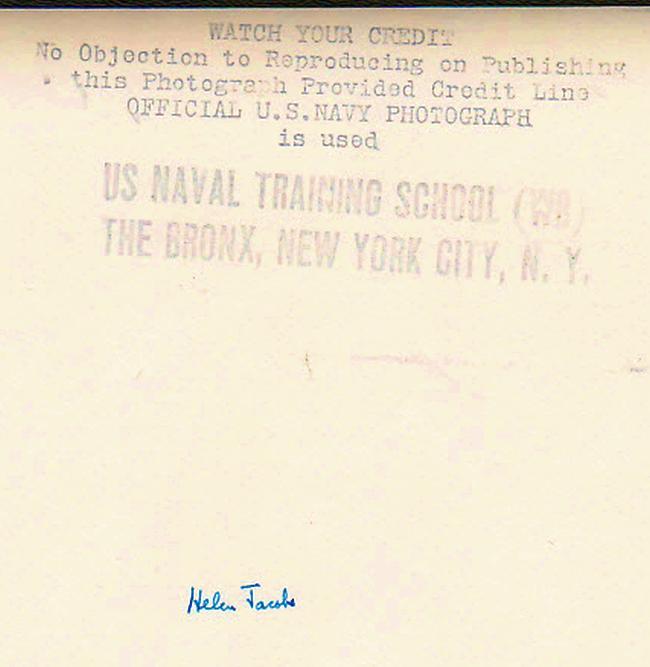 WATCH YOUR CREDIT
No Objection to Reproducing on Publishing
this Photograph Provided Credit Line
OFFICIAL U.S.NAVY PHOTOGRAPH
is used
US NAVAL TRAINING SCHOOL (WR)
THE BRONX, NEW YORK CITY, N. Y.
Helen Jacobs